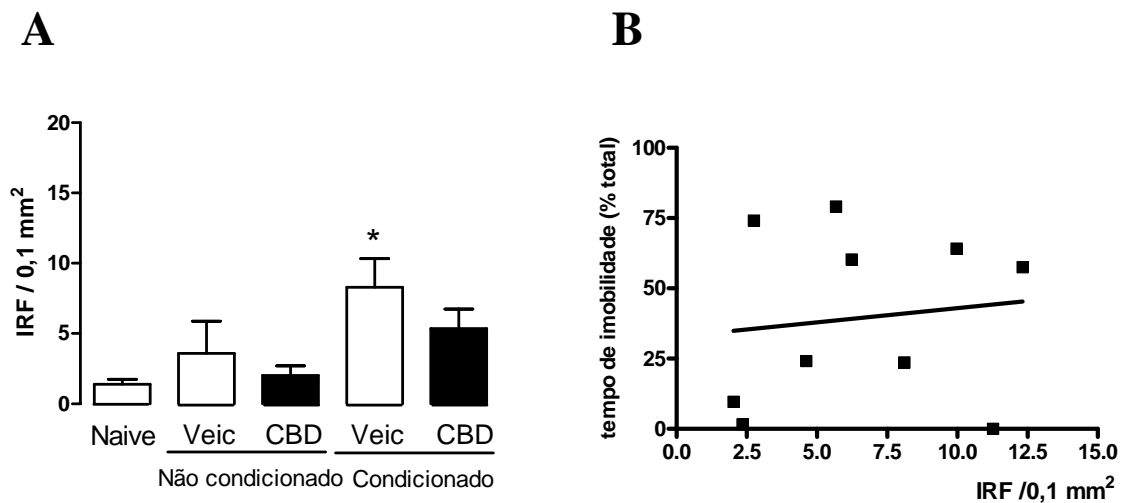 A
IRF / 0,1 mm²
20
15
10
5
0
*
Naive
Veic
CBD
Veic
CBD
Não condicionado
Condicionado
B
tempo de imobilidade (% total)
100
75
50
25
0
0.0
2.5
5.0
7.5
10.0
12.5
15.0
IRF /0,1 mm²